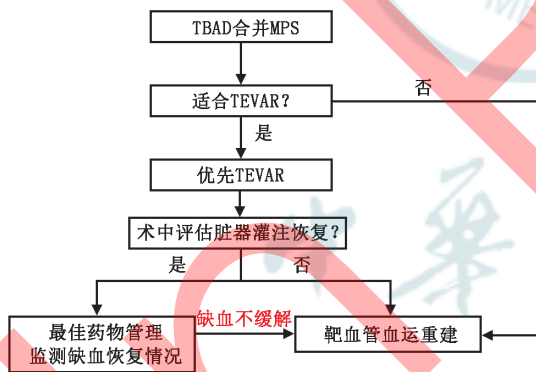 TBAD合并MPS
适合TEVAR？
否
是
优先TEVAR
术中评估脏器灌注恢复？
是
否
最佳药物管理
监测缺血恢复情况
缺血不缓解
靶血管血运重建
中華